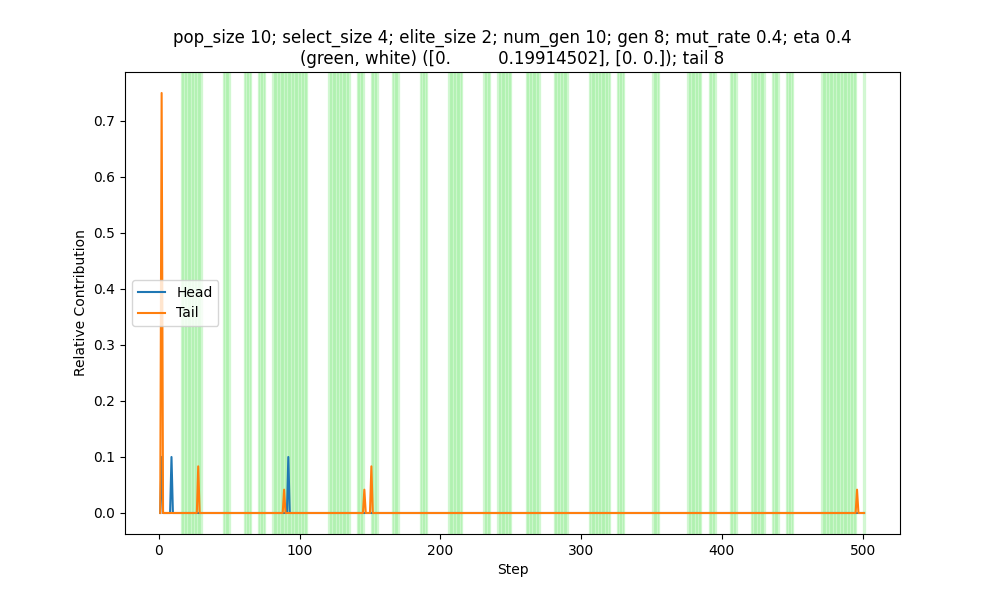 pop_size 10; select_size 4; elite_size 2; num_gen 10; gen 8; mut_rate 0.4; eta 0.4
(green, white) ([0.         0.19914502], [0. 0.]); tail 8
0.7
0.6
0.5
0.4
0.3
0.2
0.1
0.0
Relative Contribution
Head
Tail
0
100
200
300
400
500
Step